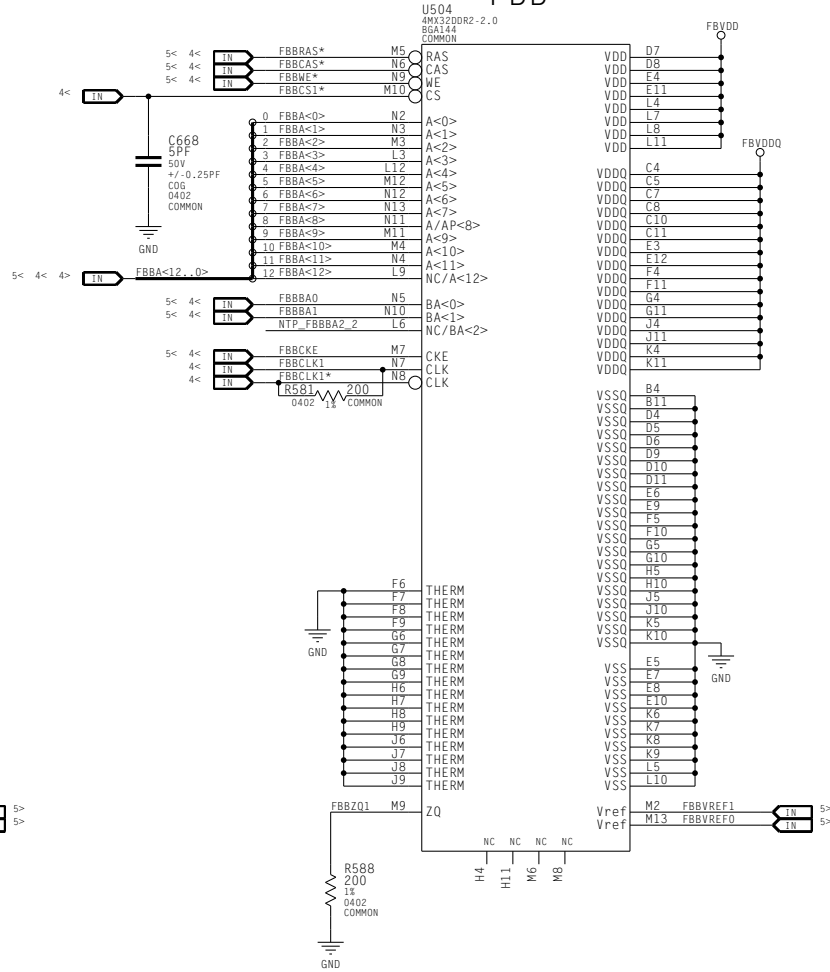 FBB
U504
4MX32DDR2-2.0
BGA144
COMMON
FBVDD
5< 4< IN FBBRAS* M5 RAS VDD D7
5< 4< IN FBBCAS* N6 CAS VDD D8
5< 4< IN FBBWE* N9 WE VDD E4
4< IN FBBCS1* M10 CS VDD E11
VDD L4
0 FBBA<0> N2 A<0> VDD L7
1 FBBA<1> N3 A<1> VDD L8
2 FBBA<2> M3 A<2> VDD L11
FBVDDQ
3 FBBA<3> L3 A<3>
4 FBBA<4> L12 A<4> VDDQ C4
5 FBBA<5> M12 A<5> VDDQ C5
6 FBBA<6> N12 A<6> VDDQ C7
7 FBBA<7> N13 A<7> VDDQ C8
8 FBBA<8> N11 A/AP<8> VDDQ C10
9 FBBA<9> M11 A<9> VDDQ C11
10 FBBA<10> M4 A<10> VDDQ E3
11 FBBA<11> N4 A<11> VDDQ E12
5< 4< 4> IN FBBA<12..0> 12 FBBA<12> L9 NC/A<12> VDDQ F4
C668
5PF
50V
+/-0.25PF
COG
0402
COMMON
GND
VDDQ F11
5< 4< IN FBBBA0 N5 BA<0> VDDQ G4
5< 4< IN FBBBA1 N10 BA<1> VDDQ G11
NTP_FBBBA2_2 L6 NC/BA<2> VDDQ J4
VDDQ J11
5< 4< IN FBBCKE M7 CKE VDDQ K4
4< IN FBBCLK1 N7 CLK VDDQ K11
4< IN FBBCLK1* N8 CLK
R581 200
0402 1% COMMON
VSSQ B4
VSSQ B11
VSSQ D4
VSSQ D5
VSSQ D6
VSSQ D9
VSSQ D10
VSSQ D11
VSSQ E6
VSSQ E9
VSSQ F5
VSSQ F10
VSSQ G5
VSSQ G10
VSSQ H5
F6 THERM VSSQ H10
F7 THERM VSSQ J5
F8 THERM VSSQ J10
F9 THERM VSSQ K5
G6 THERM VSSQ K10
GND
G7 THERM
GND
G8 THERM VSS E5
G9 THERM VSS E7
H6 THERM VSS E8
H7 THERM VSS E10
H8 THERM VSS K6
H9 THERM VSS K7
J6 THERM VSS K8
J7 THERM VSS K9
J8 THERM VSS L5
J9 THERM VSS L10
5>
5>
FBBZQ1 M9 ZQ Vref M2 FBBVREF1 IN 5>
Vref M13 FBBVREF0 IN 5>
NC NC NC NC
H4 H11 M6 M8
R588
200
1%
0402
COMMON
GND